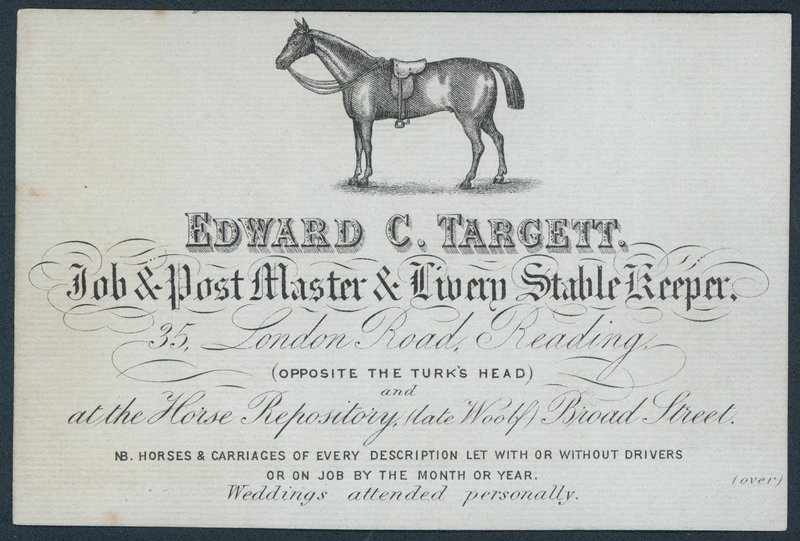 EDWARD C. TARGETT.
Job & Post Master & Livery Stable Keeper.
35, London Road, Reading,
(OPPOSITE THE TURK'S HEAD)
and
at the Horse Repository, (late Woolf) Broad Street.
NB. HORSES & CARRIAGES OF EVERY DESCRIPTION LET WITH OR WITHOUT DRIVERS
OR ON JOB BY THE MONTH OR YEAR.
Weddings attended personally.
(over)